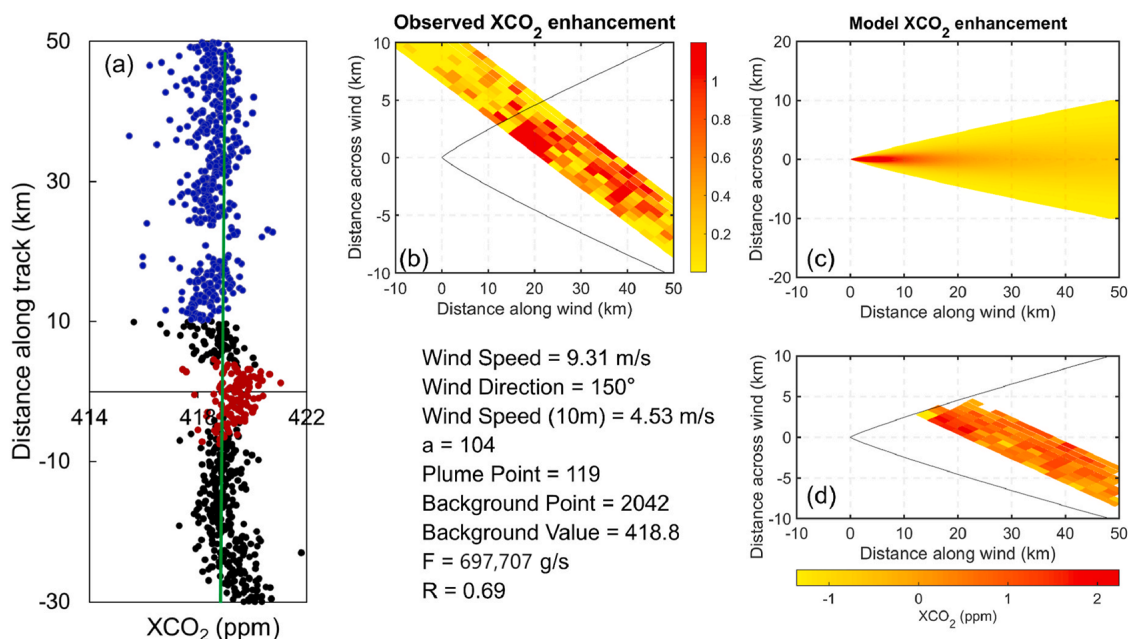 (a)
50
30
10
-10
-30
414
418
422
Distance along track (km)
XCO2 (ppm)
Observed XCO2 enhancement
10
5
0
-5
-10
-10
0
10
20
30
40
50
Distance across wind (km)
Distance along wind (km)
(b)
1
0.8
0.6
0.4
0.2
Model XCO2 enhancement
20
10
0
-10
-20
-10
0
10
20
30
40
50
Distance across wind (km)
Distance along wind (km)
(c)
Wind Speed = 9.31 m/s
Wind Direction = 150°
Wind Speed (10m) = 4.53 m/s
a = 104
Plume Point = 119
Background Point = 2042
Background Value = 418.8
F = 697,707 g/s
R = 0.69
10
5
0
-5
-10
-10
0
10
20
30
40
50
Distance across wind (km)
Distance along wind (km)
(d)
-1
0
1
2
XCO2 (ppm)